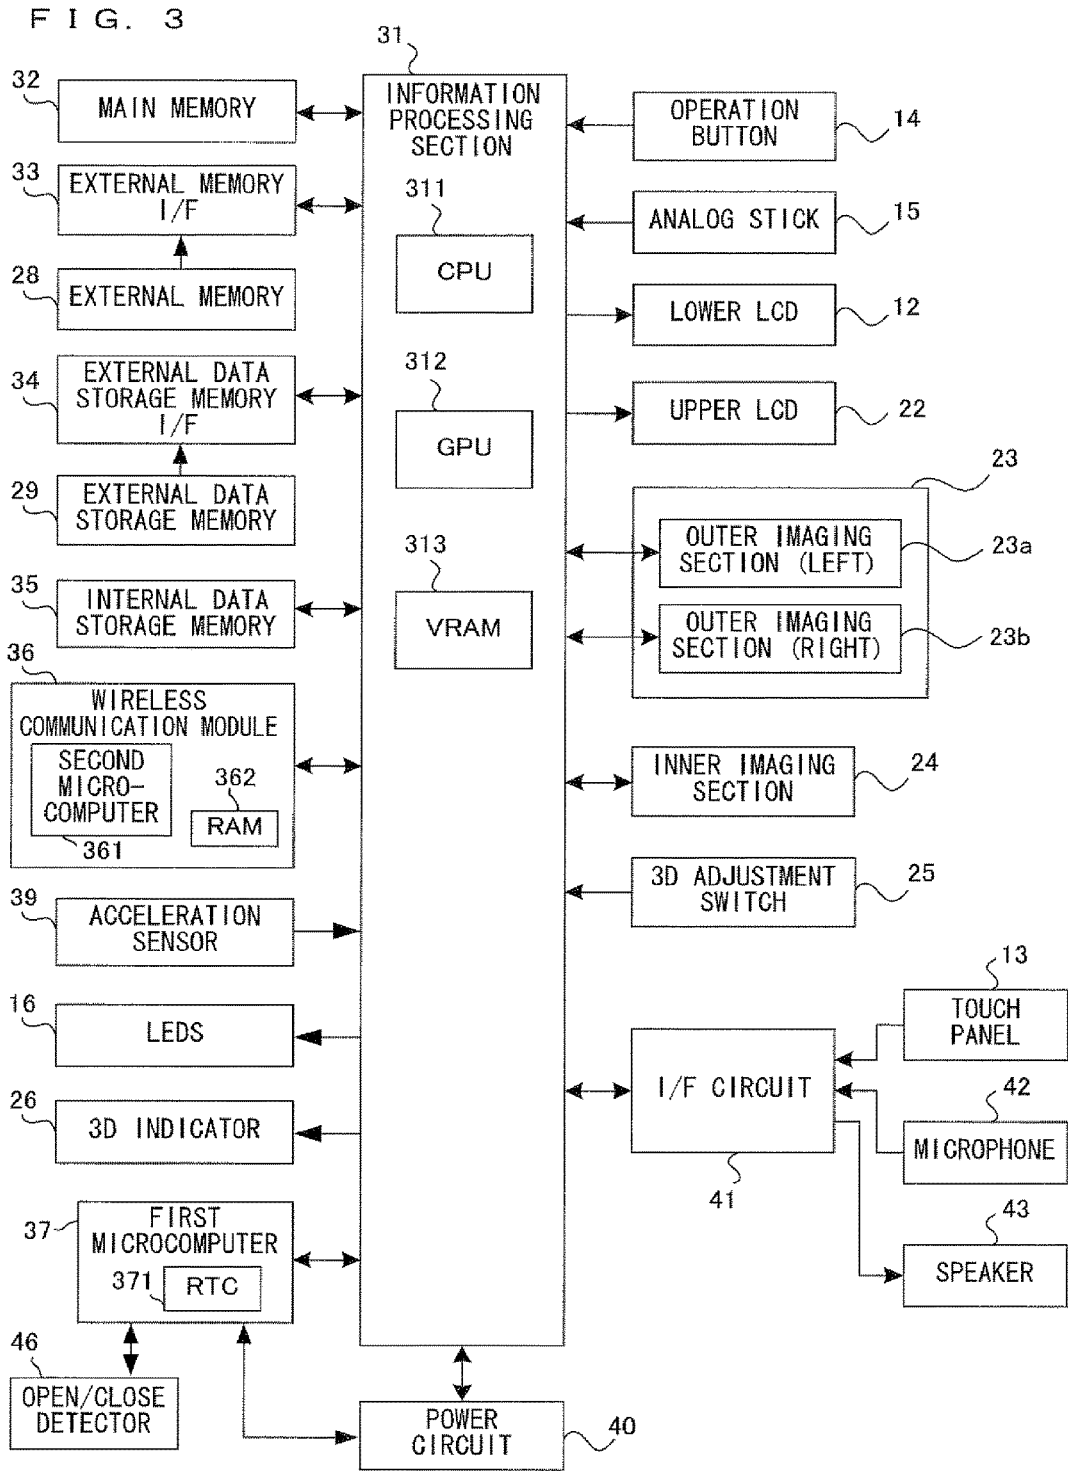 FIG. 3
31
INFORMATION
PROCESSING
SECTION
311
CPU
312
GPU
313
VRAM
32
MAIN MEMORY
33
EXTERNAL MEMORY
I/F
28
EXTERNAL MEMORY
34
EXTERNAL DATA
STORAGE MEMORY
I/F
29
EXTERNAL DATA
STORAGE MEMORY
35
INTERNAL DATA
STORAGE MEMORY
36
WIRELESS
COMMUNICATION MODULE
SECOND
MICRO-
COMPUTER
361
362
RAM
39
ACCELERATION
SENSOR
16
LEDS
26
3D INDICATOR
37
FIRST
MICROCOMPUTER
371
RTC
46
OPEN/CLOSE
DETECTOR
POWER
CIRCUIT
40
OPERATION
BUTTON
14
ANALOG STICK
15
LOWER LCD
12
UPPER LCD
22
23
OUTER IMAGING
SECTION (LEFT)
23a
OUTER IMAGING
SECTION (RIGHT)
23b
INNER IMAGING
SECTION
24
3D ADJUSTMENT
SWITCH
25
I/F CIRCUIT
41
13
TOUCH
PANEL
42
MICROPHONE
43
SPEAKER